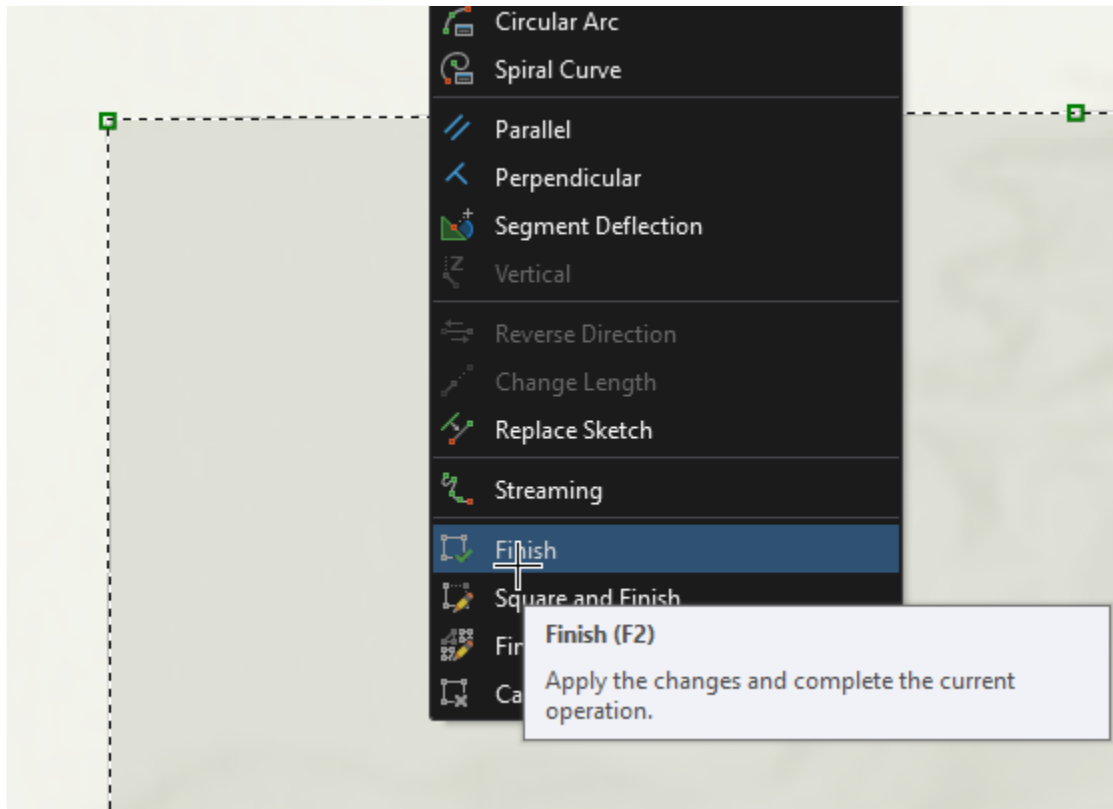 Circular Arc
Spiral Curve
Parallel
Perpendicular
Segment Deflection
Vertical
Reverse Direction
Change Length
Replace Sketch
Streaming
Finish
Square and Finish
Finish (F2)
Apply the changes and complete the current
operation.